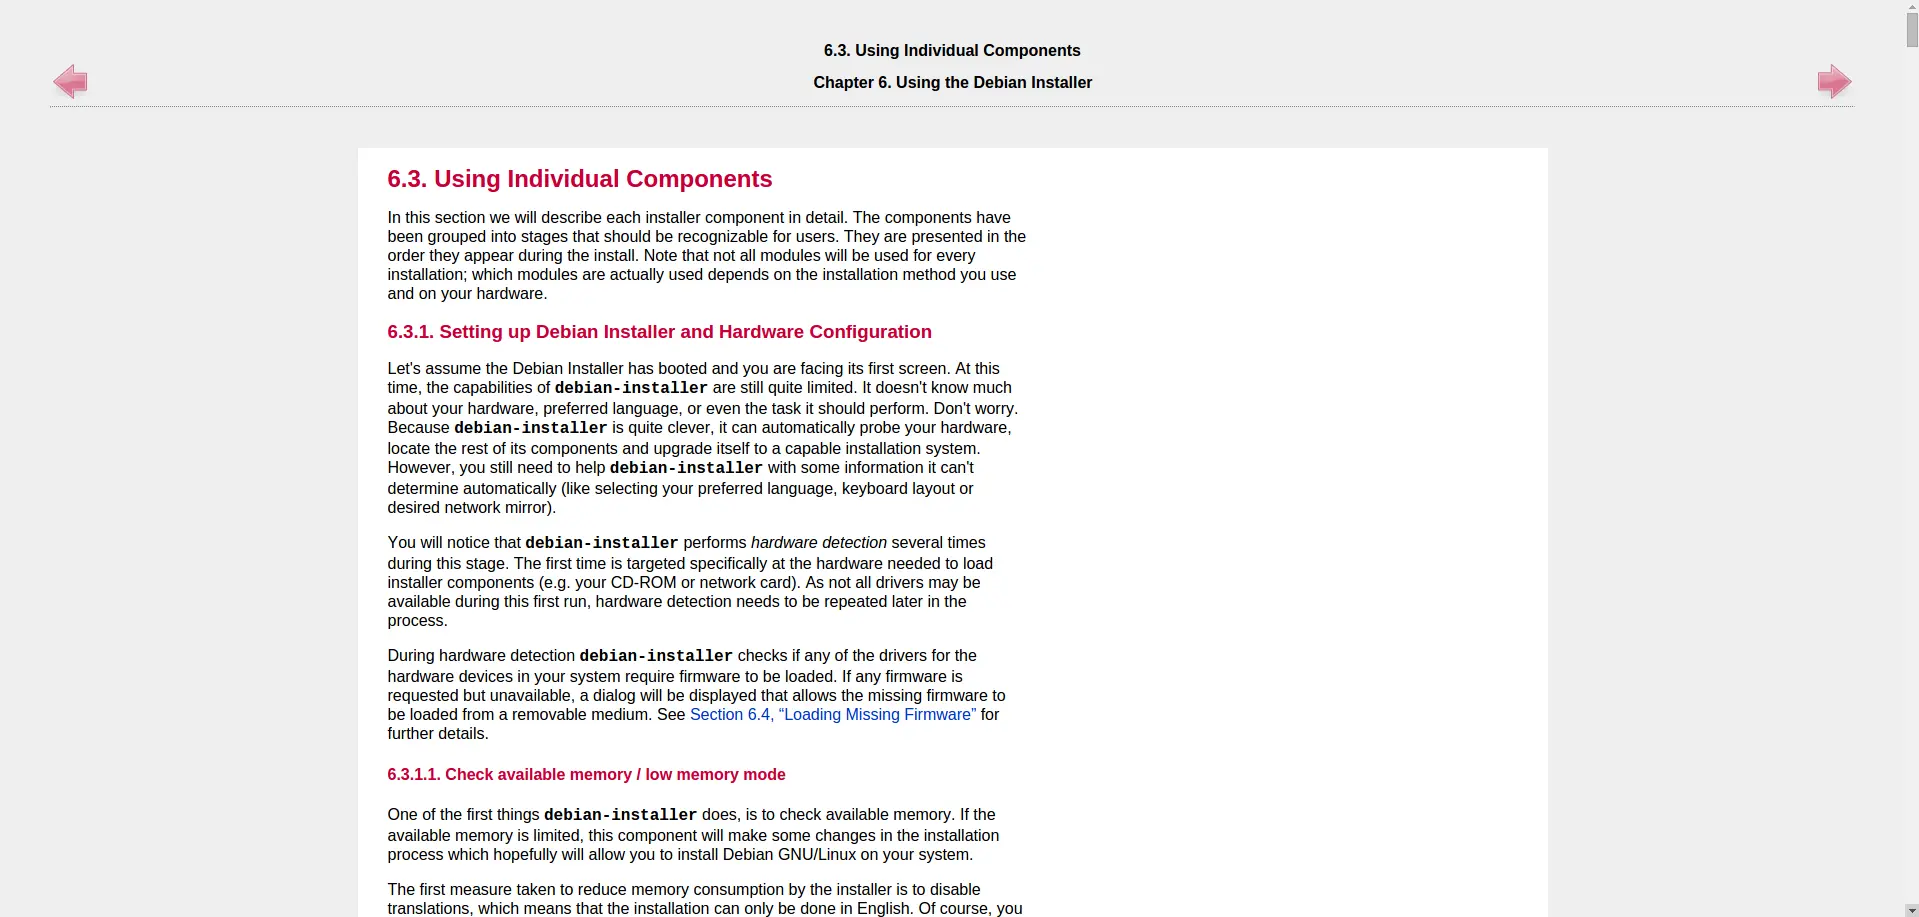 6.3. Using Individual Components
Chapter 6. Using the Debian Installer
6.3. Using Individual Components
In this section we will describe each installer component in detail. The components have
been grouped into stages that should be recognizable for users. They are presented in the
order they appear during the install. Note that not all modules will be used for every
installation; which modules are actually used depends on the installation method you use
and on your hardware.
6.3.1. Setting up Debian Installer and Hardware Configuration
Let's assume the Debian Installer has booted and you are facing its first screen. At this
time, the capabilities of debian-installer are still quite limited. It doesn't know much
about your hardware, preferred language, or even the task it should perform. Don't worry.
Because debian-installer is quite clever, it can automatically probe your hardware,
locate the rest of its components and upgrade itself to a capable installation system.
However, you still need to help debian-installer with some information it can't
determine automatically (like selecting your preferred language, keyboard layout or
desired network mirror).
You will notice that debian-installer performs hardware detection several times
during this stage. The first time is targeted specifically at the hardware needed to load
installer components (e.g. your CD-ROM or network card). As not all drivers may be
available during this first run, hardware detection needs to be repeated later in the
process.
During hardware detection debian-installer checks if any of the drivers for the
hardware devices in your system require firmware to be loaded. If any firmware is
requested but unavailable, a dialog will be displayed that allows the missing firmware to
be loaded from a removable medium. See Section 6.4, “Loading Missing Firmware” for
further details.
6.3.1.1. Check available memory / low memory mode
One of the first things debian-installer does, is to check available memory. If the
available memory is limited, this component will make some changes in the installation
process which hopefully will allow you to install Debian GNU/Linux on your system.
The first measure taken to reduce memory consumption by the installer is to disable
translations, which means that the installation can only be done in English. Of course, you